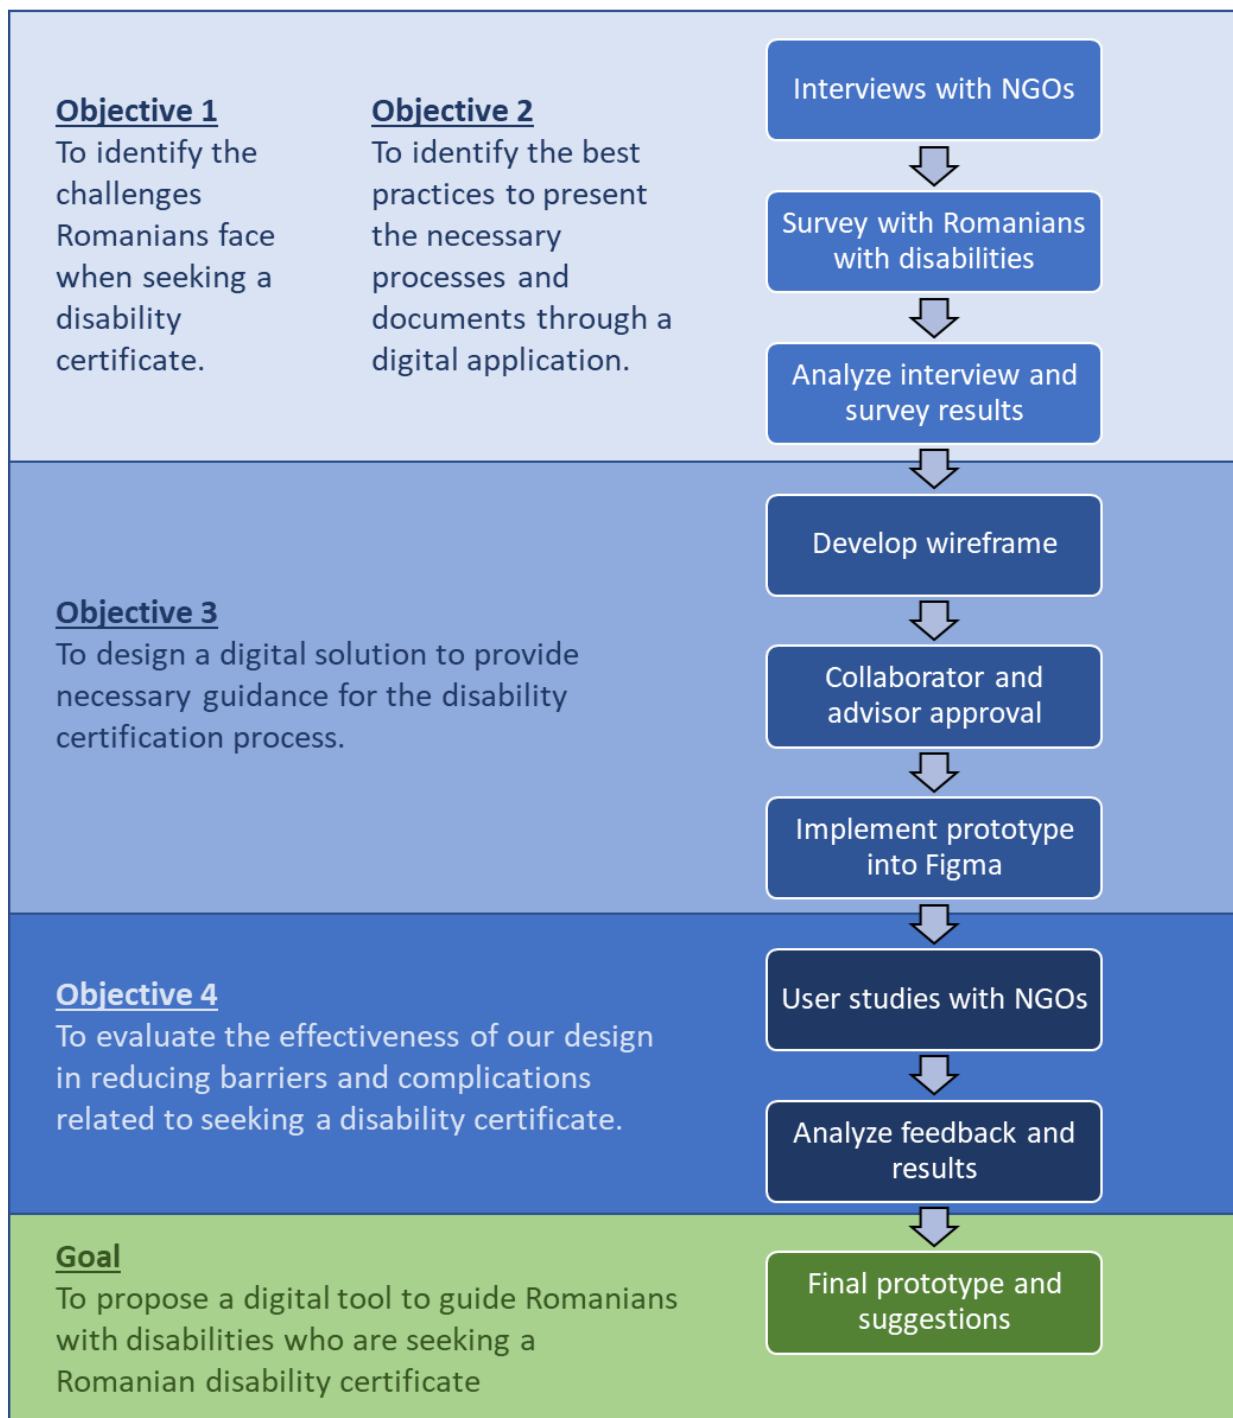 Objective 1
To identify the
challenges
Romanians face
when seeking a
disability
certificate.
Objective 2
To identify the best
practices to present
the necessary
processes and
documents through a
digital application.
Interviews with NGOs
Survey with Romanians
with disabilities
Analyze interview and
survey results
Objective 3
To design a digital solution to provide
necessary guidance for the disability
certification process.
Develop wireframe
Collaborator and
advisor approval
Implement prototype
into Figma
Objective 4
To evaluate the effectiveness of our design
in reducing barriers and complications
related to seeking a disability certificate.
User studies with NGOs
Analyze feedback and
results
Goal
To propose a digital tool to guide Romanians
with disabilities who are seeking a
Romanian disability certificate
Final prototype and
suggestions